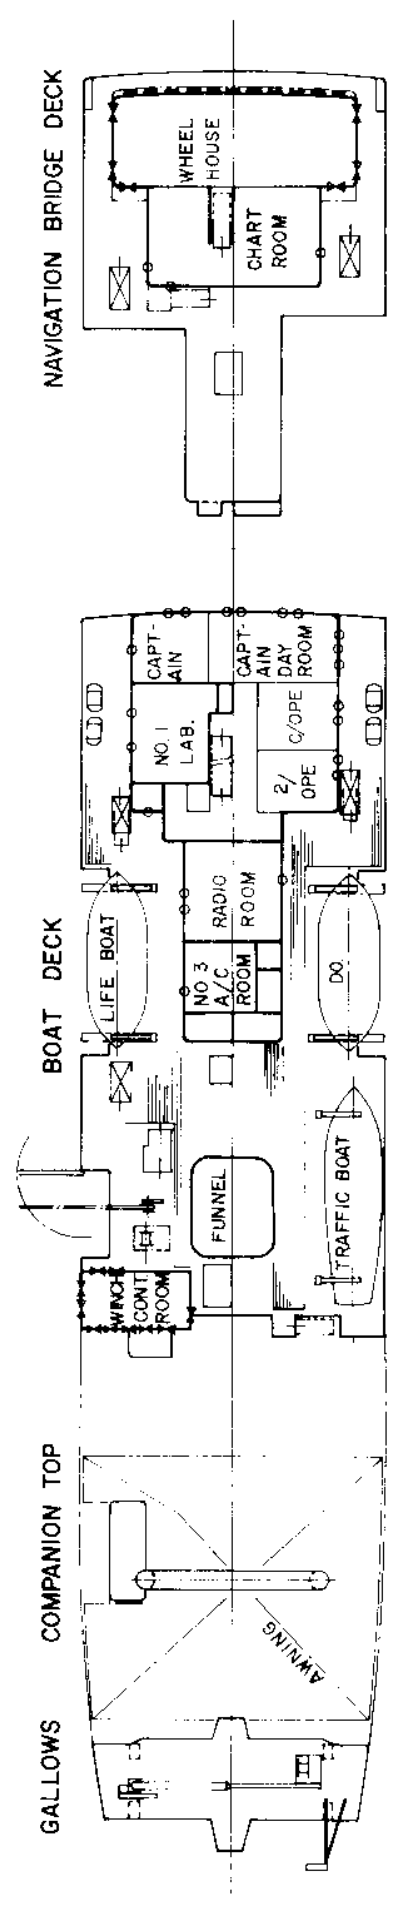 NAVIGATION BRIDGE DECK
WHEEL
HOUSE
CHART
ROOM
BOAT DECK
CAPT-
AIN
CAPT-
AIN
DAY
ROOM
NO. 1
LAB.
C/OPE
2/
OPE
RADIO
ROOM
LIFE BOAT
NO 3
A/C
ROOM
DO.
FUNNEL
TRAFFIC BOAT
WINCH
CONT.
ROOM
COMPANION TOP
AWNING
GALLOWS